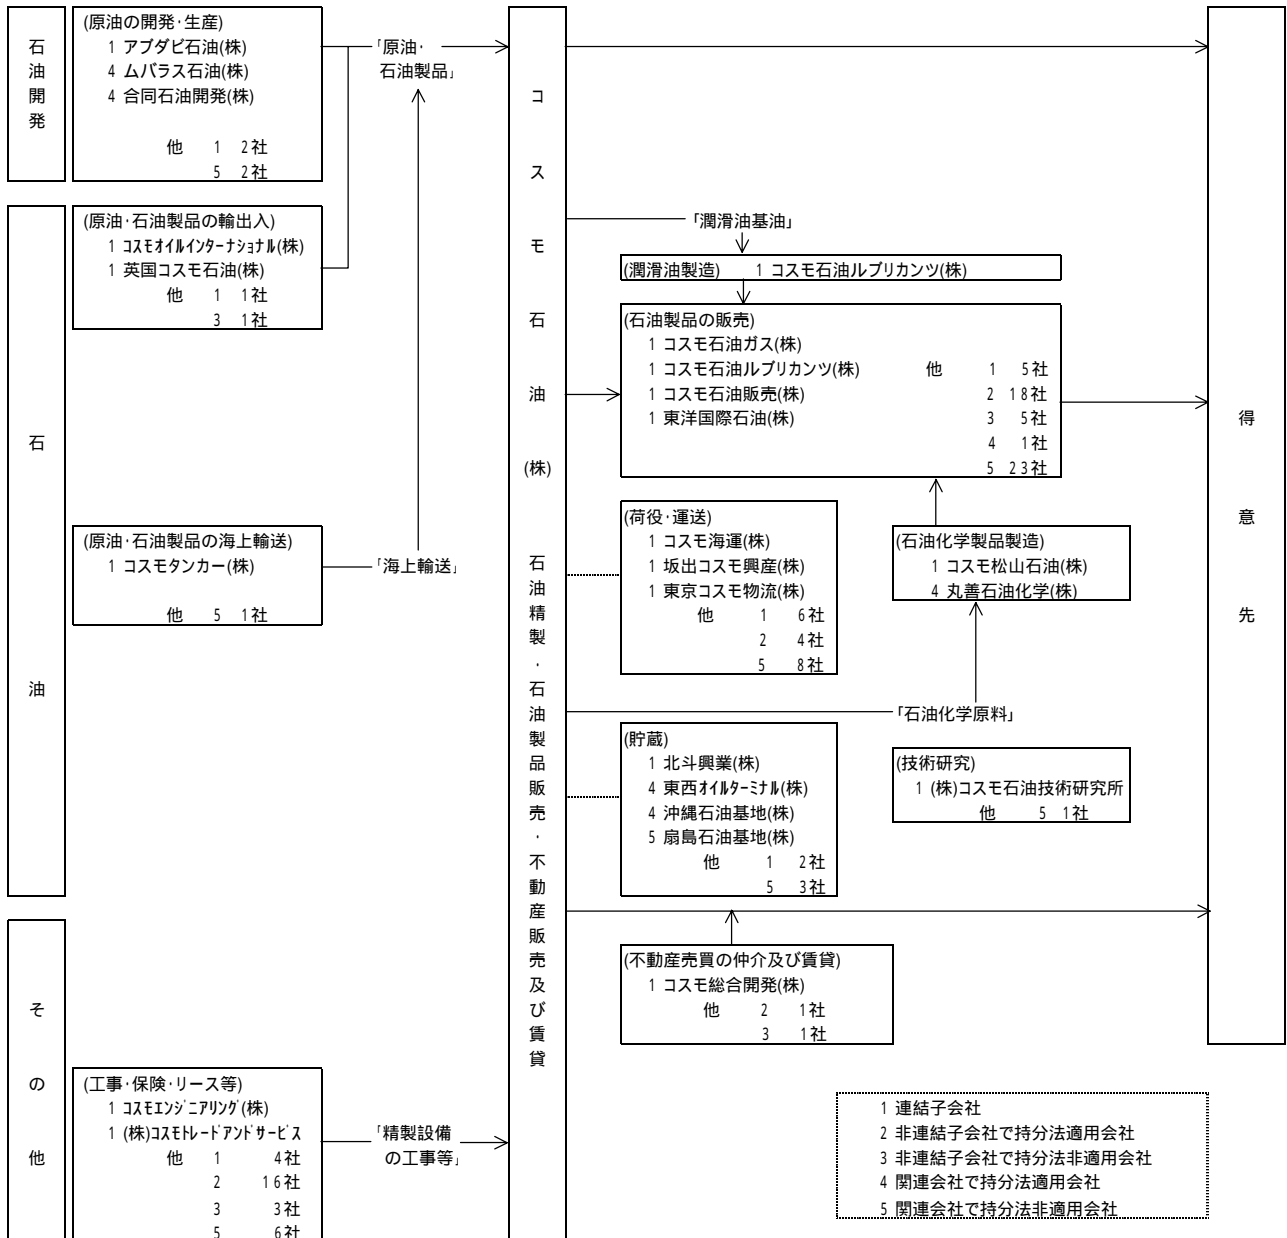 石油開発
(原油の開発・生産)
1 アブダビ石油(株)
4 ムバラス石油(株)
4 合同石油開発(株)
他 1 2社
5 2社
「原油・
石油製品」
石油
(原油・石油製品の輸出入)
1 コスモオイルインターナショナル(株)
1 英国コスモ石油(株)
他 1 1社
3 1社
(原油・石油製品の海上輸送)
1 コスモタンカー(株)
他 5 1社
「海上輸送」
その他
(工事・保険・リース等)
1 コスモエンジニアリング(株)
1 (株)コスモトレードアンドサービス
他 1 4社
2 16社
3 3社
5 6社
「精製設備
の工事等」
コスモ石油(株)
石油精製・石油製品販売・不動産販売及び賃貸
「潤滑油基油」
(潤滑油製造) 1 コスモ石油ルブリカンツ(株)
(石油製品の販売)
1 コスモ石油ガス(株)
1 コスモ石油ルブリカンツ(株) 他 1 5社
1 コスモ石油販売(株) 2 18社
1 東洋国際石油(株) 3 5社
4 1社
5 23社
(荷役・運送)
1 コスモ海運(株)
1 坂出コスモ興産(株)
1 東京コスモ物流(株)
他 1 6社
2 4社
5 8社
(石油化学製品製造)
1 コスモ松山石油(株)
4 丸善石油化学(株)
「石油化学原料」
(貯蔵)
1 北斗興業(株)
4 東西オイルターミナル(株)
4 沖縄石油基地(株)
5 扇島石油基地(株)
他 1 2社
5 3社
(技術研究)
1 (株)コスモ石油技術研究所
他 5 1社
(不動産売買の仲介及び賃貸)
1 コスモ総合開発(株)
他 2 1社
3 1社
得意先
1 連結子会社
2 非連結子会社で持分法適用会社
3 非連結子会社で持分法非適用会社
4 関連会社で持分法適用会社
5 関連会社で持分法非適用会社